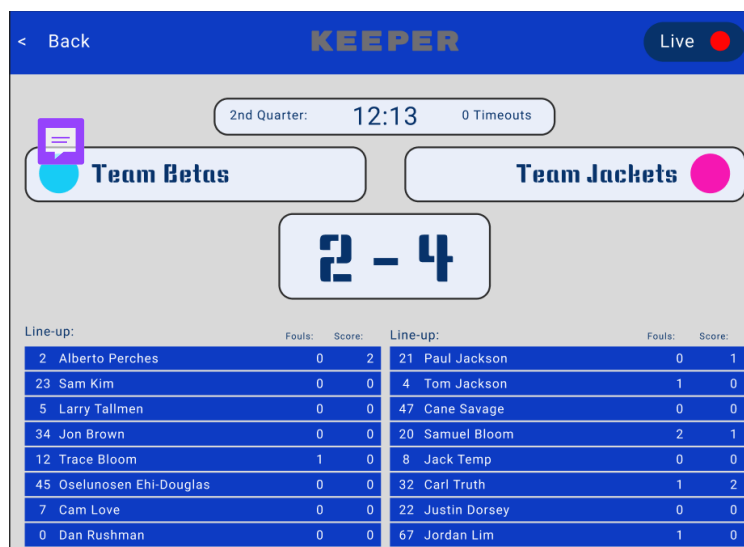 < Back KEEPER Live
2nd Quarter: 12:13 0 Timeouts
Team Betas
Team Jackets
2 - 4
Line-up: Fouls: Score:
2 Alberto Perches 0 2
23 Sam Kim 0 0
5 Larry Tallmen 0 0
34 Jon Brown 0 0
12 Trace Bloom 1 0
45 Oselunosen Ehi-Douglas 0 0
7 Cam Love 0 0
0 Dan Rushman 0 0
Line-up: Fouls: Score:
21 Paul Jackson 0 1
4 Tom Jackson 1 0
47 Cane Savage 0 0
20 Samuel Bloom 2 1
8 Jack Temp 0 0
32 Carl Truth 1 2
22 Justin Dorsey 0 0
67 Jordan Lim 1 0